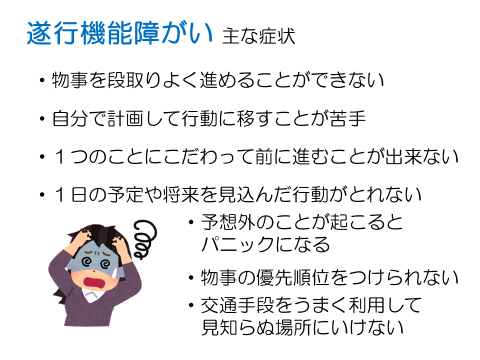 遂行機能障がい 主な症状
・物事を段取りよく進めることができない
・自分で計画して行動に移すことが苦手
・１つのことにこだわって前に進むことが出来ない
・１日の予定や将来を見込んだ行動がとれない
・予想外のことが起こると
パニックになる
・物事の優先順位をつけられない
・交通手段をうまく利用して
見知らぬ場所にいけない